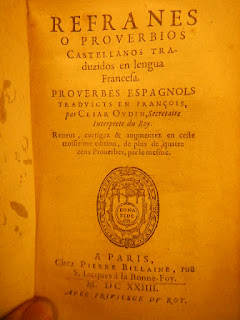 REFRANES
O PROVERBIOS
CASTELLANOS TRA-
duzidos en lengua
Francesa.
PROVERBES ESPAGNOLS
TRADVICTS EN FRANÇOIS,
par CESAR OVDIN, Secretaire
Interprete du Roy.
Reueus, corrigez & augmentez en ceste
troisiesme edition, de plus de quatre
cens Prouerbes, par le mesme.
BONA
FIDE
A PARIS,
Chez PIERRE BILLAINE, ruë
S. Iacques à la Bonne-Foy.
M. DC XXIIII.
AVEC PRIVILEGE DV ROY.